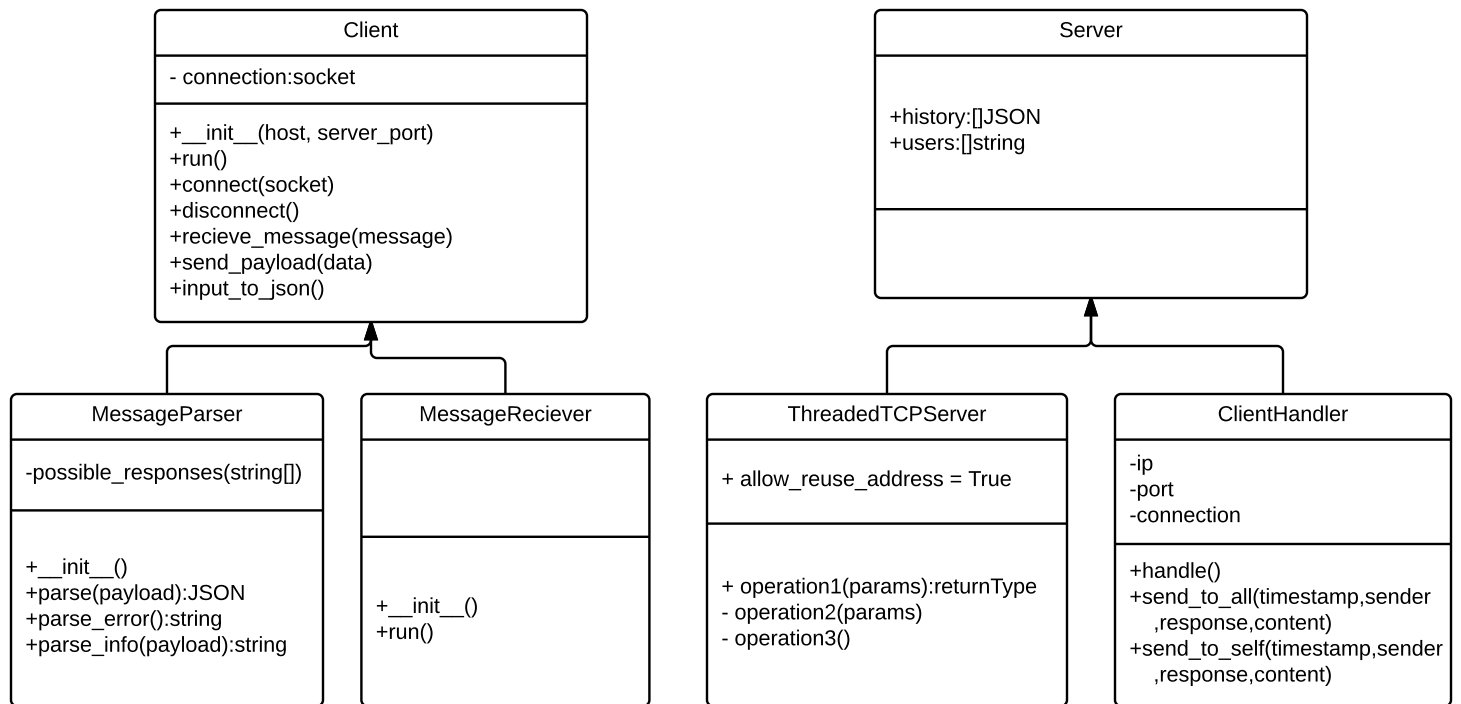 Client
- connection:socket
+__init__(host, server_port)
+run()
+connect(socket)
+disconnect()
+recieve_message(message)
+send_payload(data)
+input_to_json()
Server
+history:[]JSON
+users:[]string
MessageParser
-possible_responses(string[])
+__init__()
+parse(payload):JSON
+parse_error():string
+parse_info(payload):string
MessageReciever
+__init__()
+run()
ThreadedTCPServer
+ allow_reuse_address = True
+ operation1(params):returnType
- operation2(params)
- operation3()
ClientHandler
-ip
-port
-connection
+handle()
+send_to_all(timestamp,sender
,response,content)
+send_to_self(timestamp,sender
,response,content)